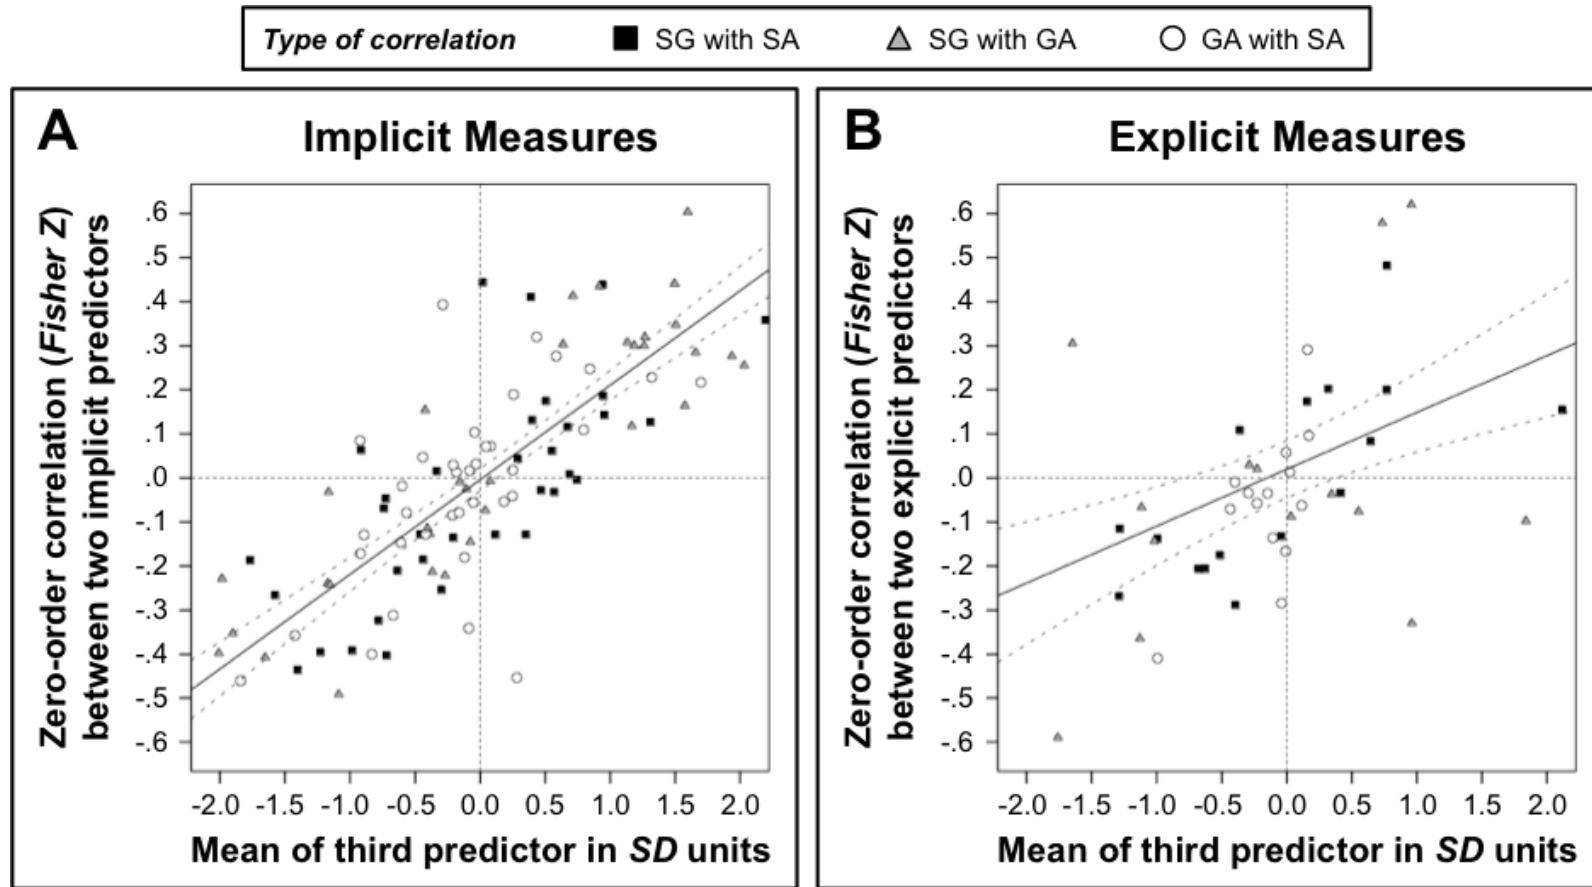 Type of correlation SG with SA SG with GA GA with SA
A Implicit Measures
Zero-order correlation (Fisher Z)
between two implicit predictors
.6
.5
.4
.3
.2
.1
.0
-.1
-.2
-.3
-.4
-.5
-.6
-2.0 -1.5 -1.0 -0.5 0.0 0.5 1.0 1.5 2.0
Mean of third predictor in SD units
B Explicit Measures
Zero-order correlation (Fisher Z)
between two explicit predictors
.6
.5
.4
.3
.2
.1
.0
-.1
-.2
-.3
-.4
-.5
-.6
-2.0 -1.5 -1.0 -0.5 0.0 0.5 1.0 1.5 2.0
Mean of third predictor in SD units